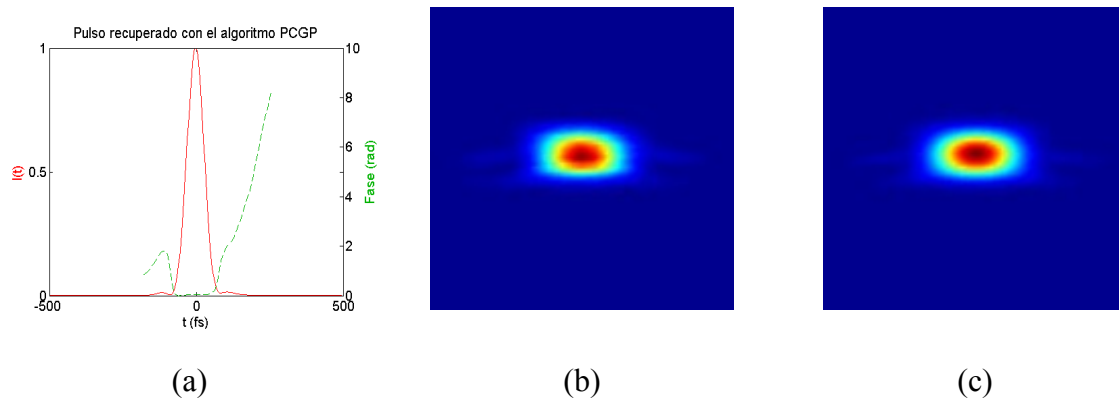 Pulso recuperado con el algoritmo PCGP
1
0.5
0
I(t)
10
8
6
4
2
0
Fase (rad)
-500
0
500
t (fs)
(a)
(b)
(c)